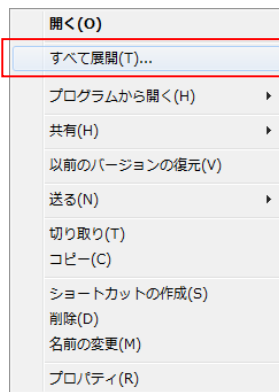 開く(O)
すべて展開(T)...
プログラムから開く(H)
共有(H)
以前のバージョンの復元(V)
送る(N)
切り取り(T)
コピー(C)
ショートカットの作成(S)
削除(D)
名前の変更(M)
プロパティ(R)